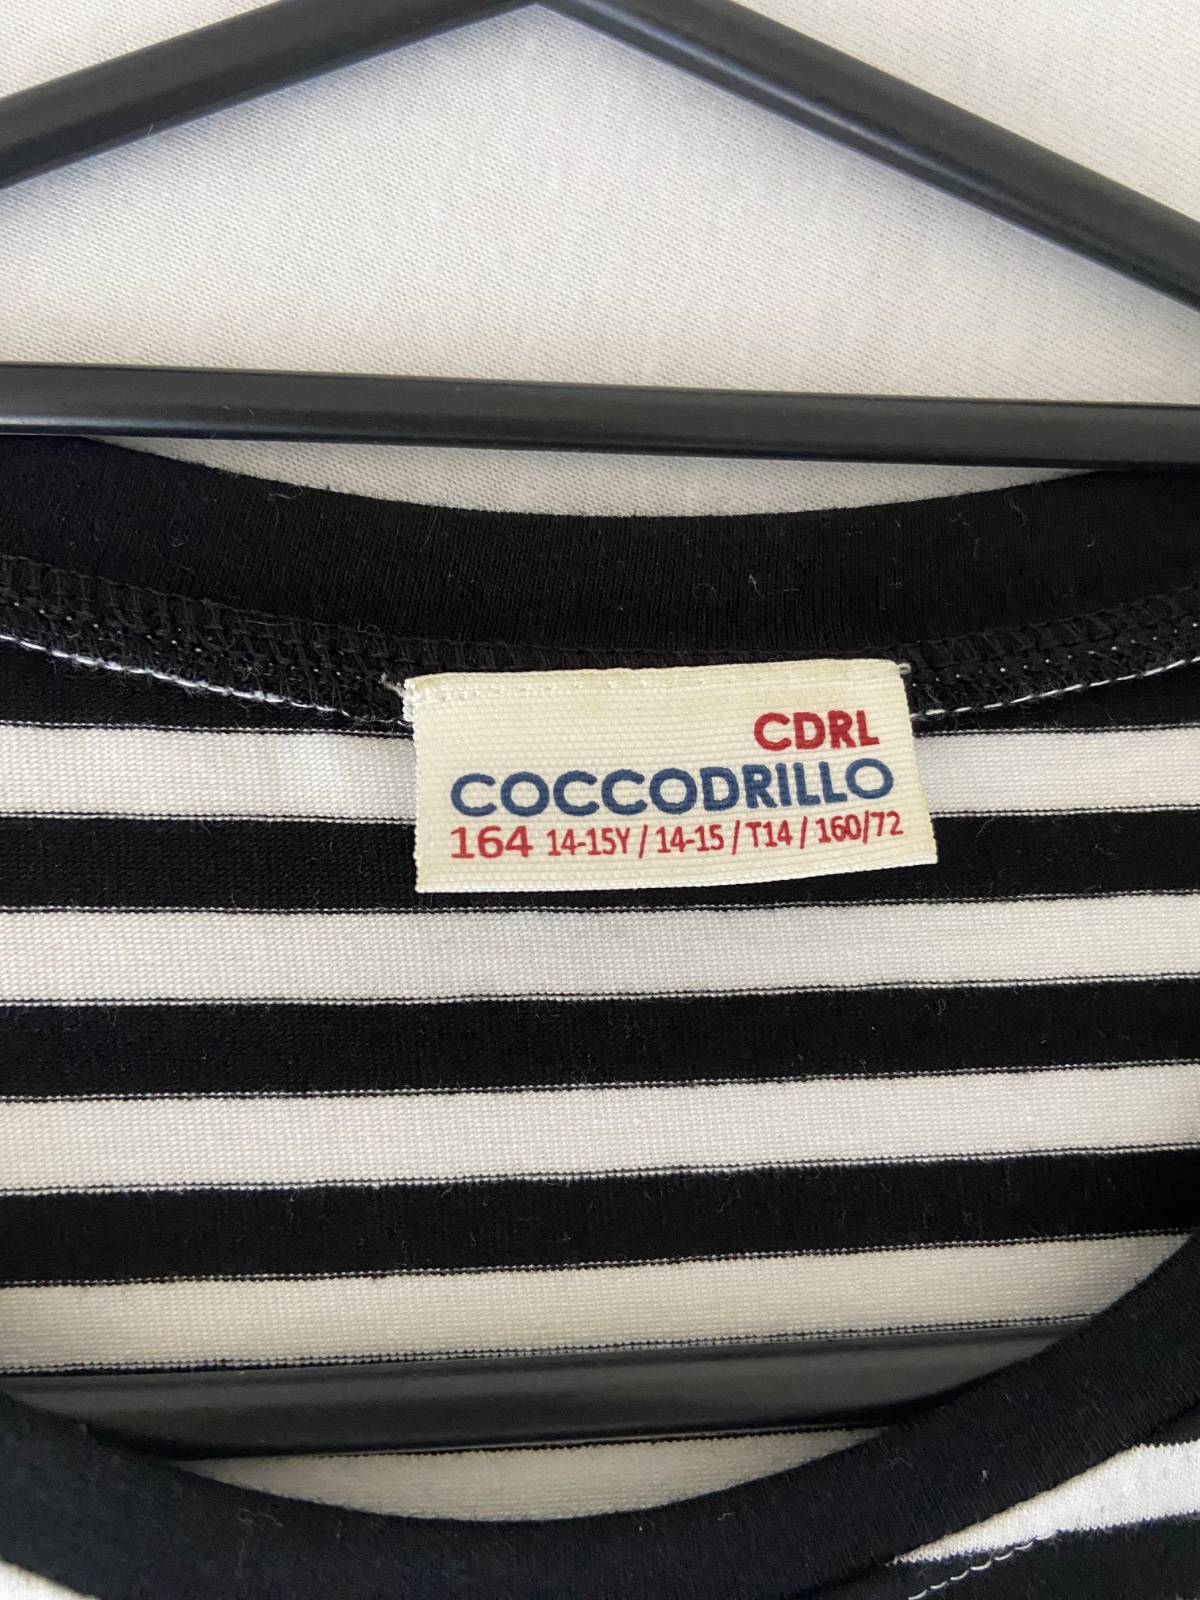 CDRL
COCCODRILLO
164 14-15Y / 14-15 / T14 / 160/72